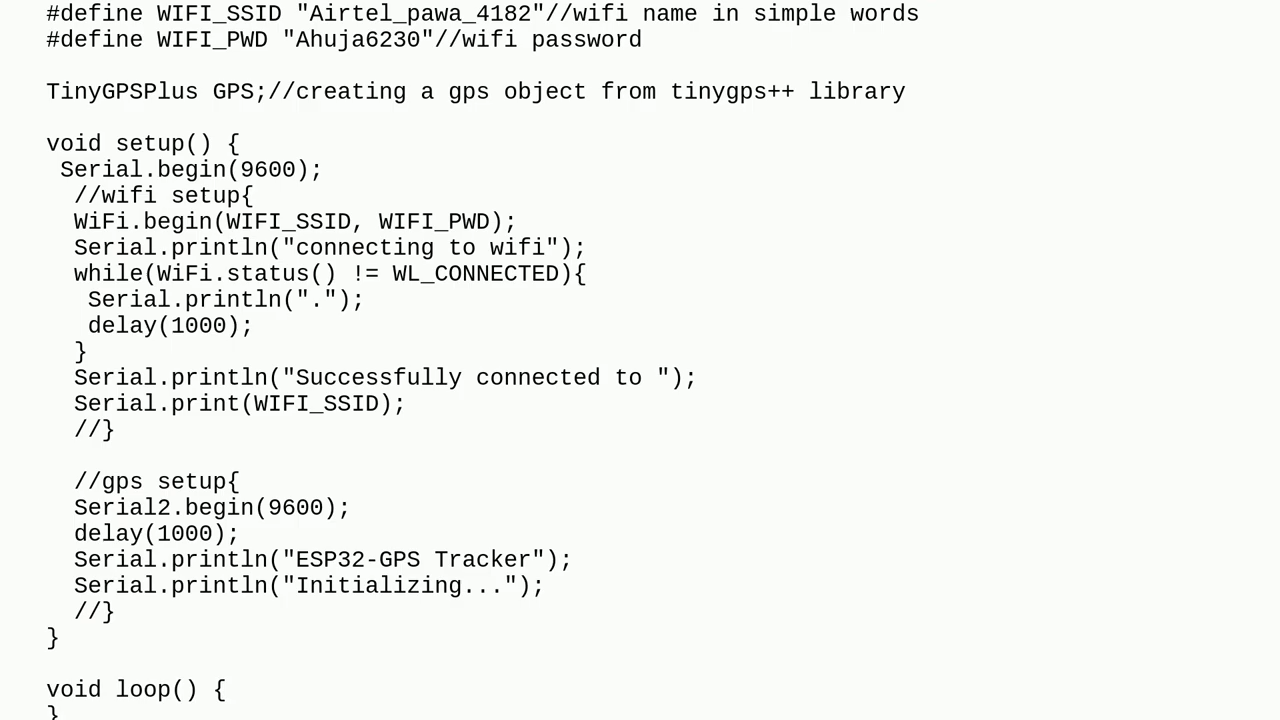 #define WIFI_SSID "Airtel_pawa_4182"//wifi name in simple words
#define WIFI_PWD "Ahuja6230"//wifi password
TinyGPSPlus GPS;//creating a gps object from tinygps++ library
void setup() {
Serial.begin(9600);
//wifi setup{
WiFi.begin(WIFI_SSID, WIFI_PWD);
Serial.println("connecting to wifi");
while(WiFi.status() != WL_CONNECTED){
Serial.println(".");
delay(1000);
}
Serial.println("Successfully connected to ");
Serial.print(WIFI_SSID);
//}
//gps setup{
Serial2.begin(9600);
delay(1000);
Serial.println("ESP32-GPS Tracker");
Serial.println("Initializing...");
//}
}
void loop() {
}